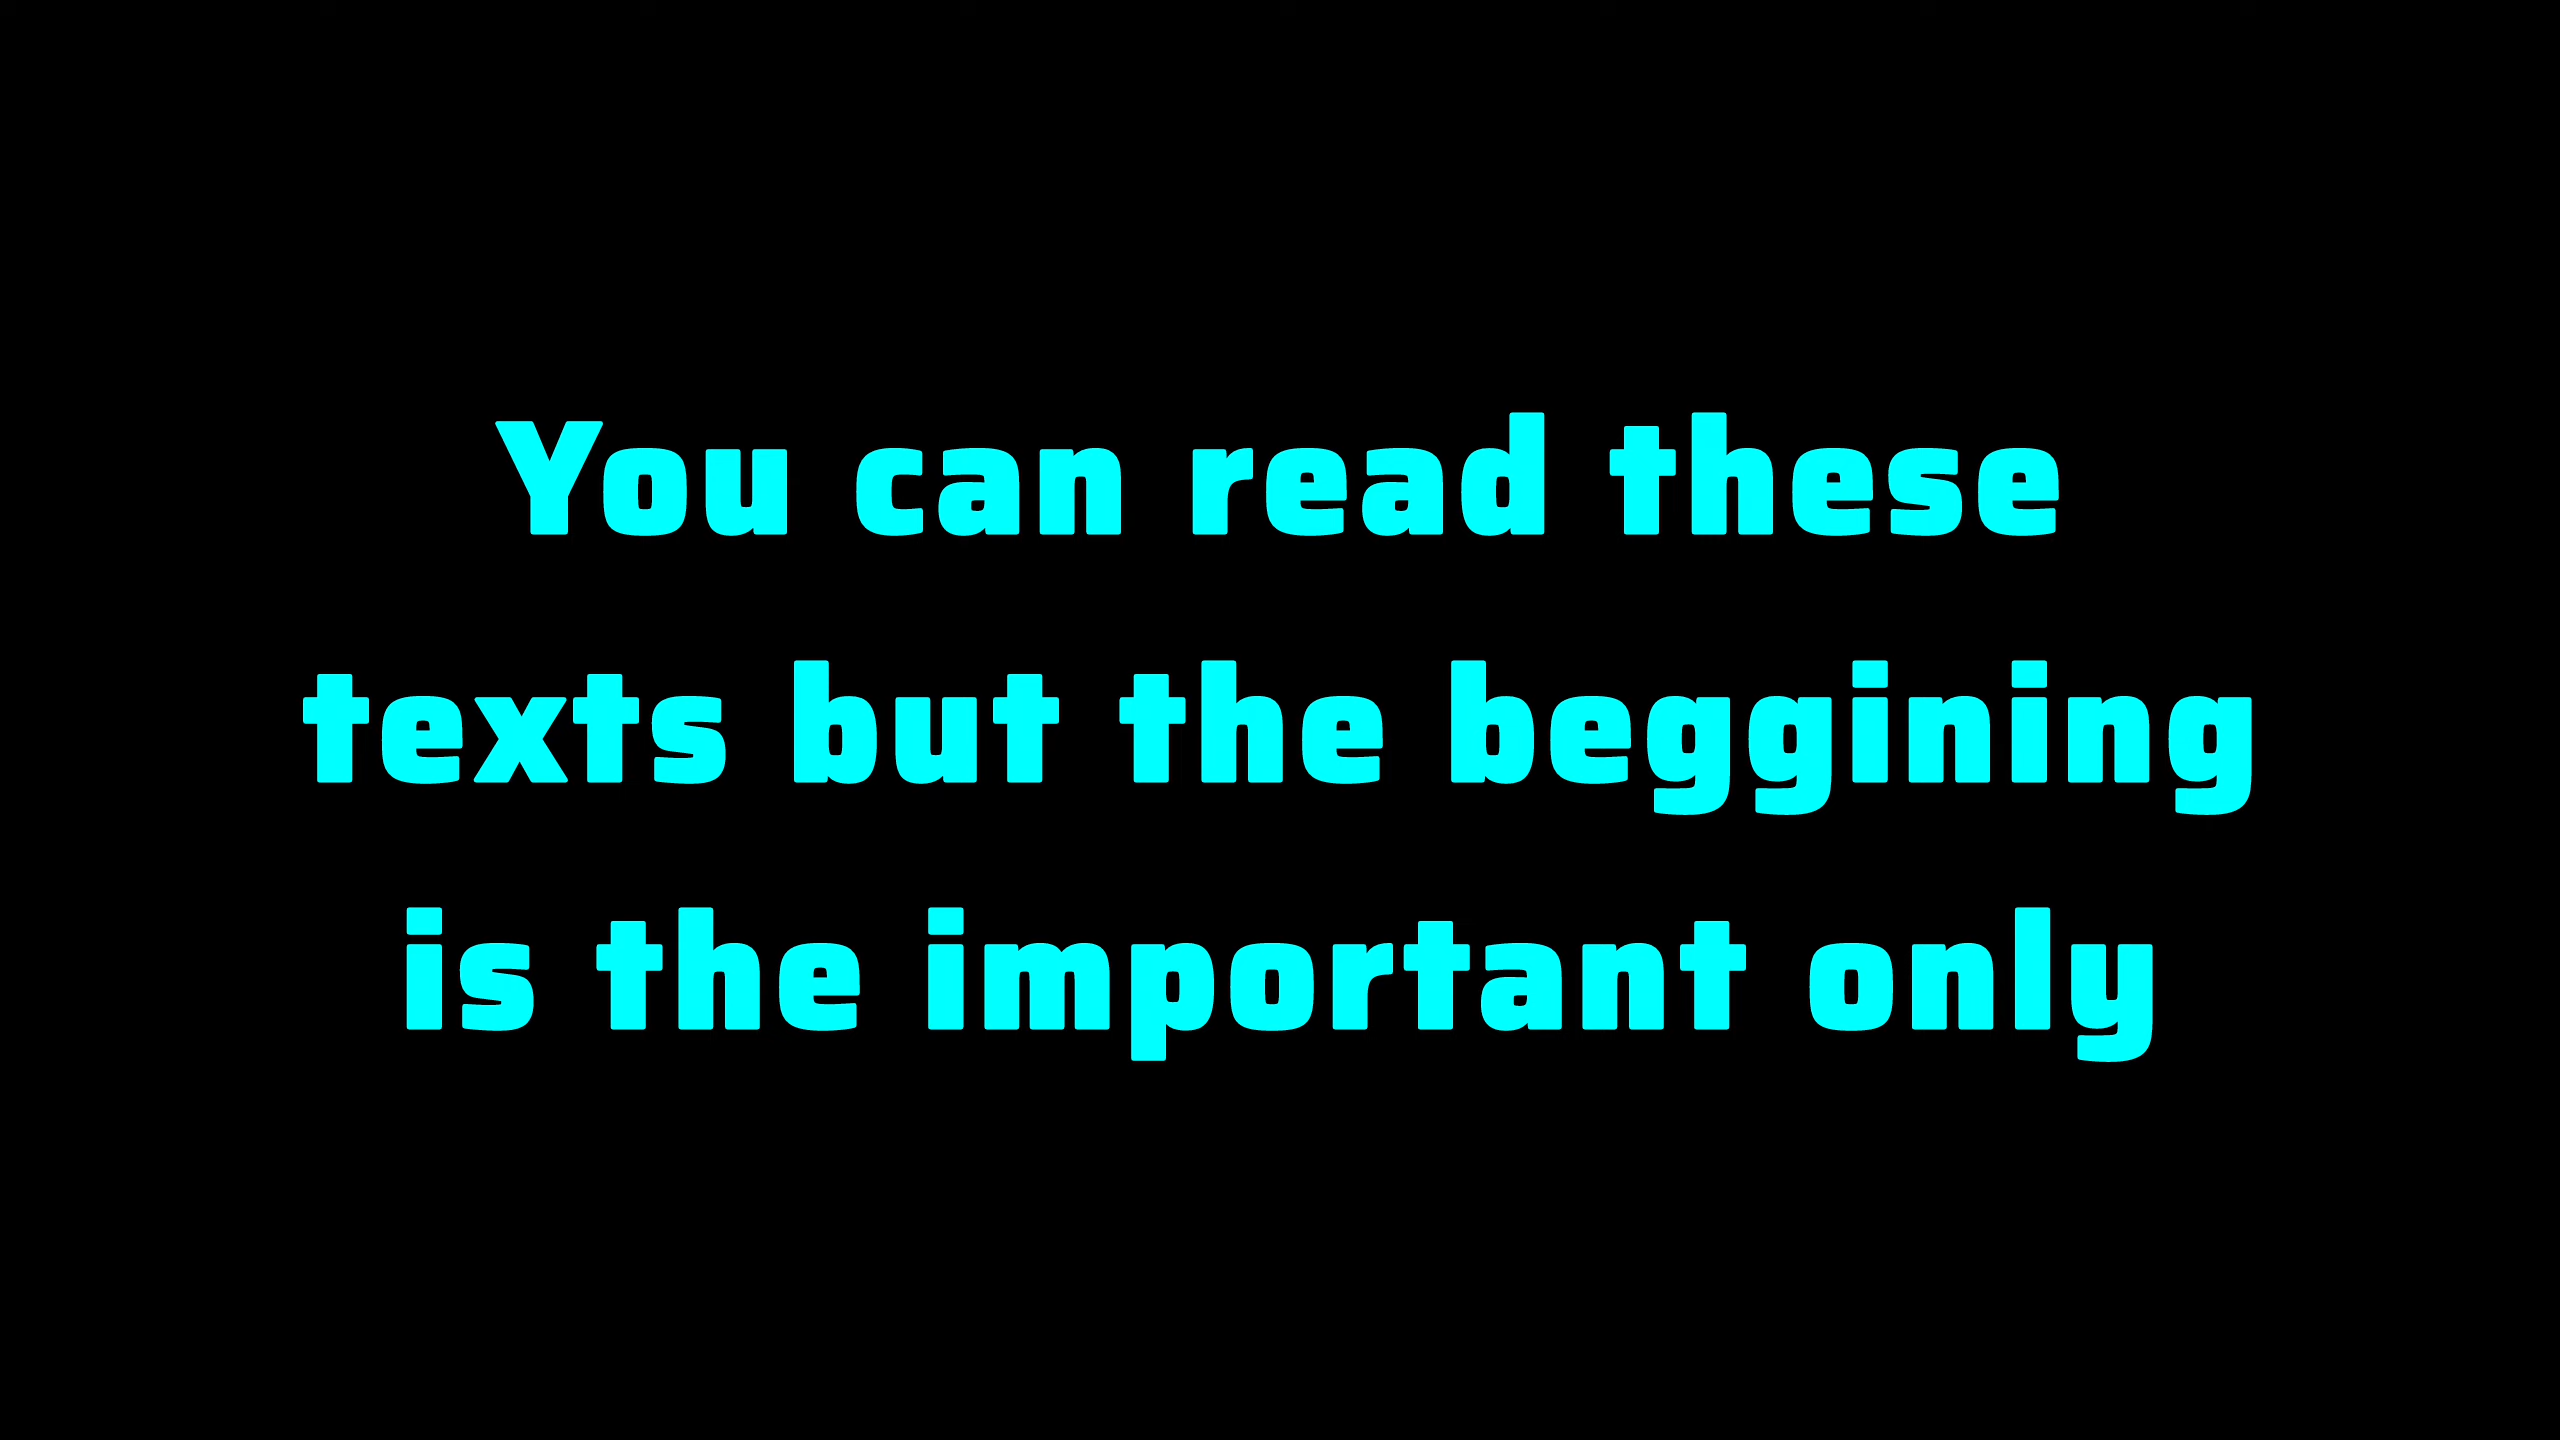 You can read these
texts but the beggining
is the important only